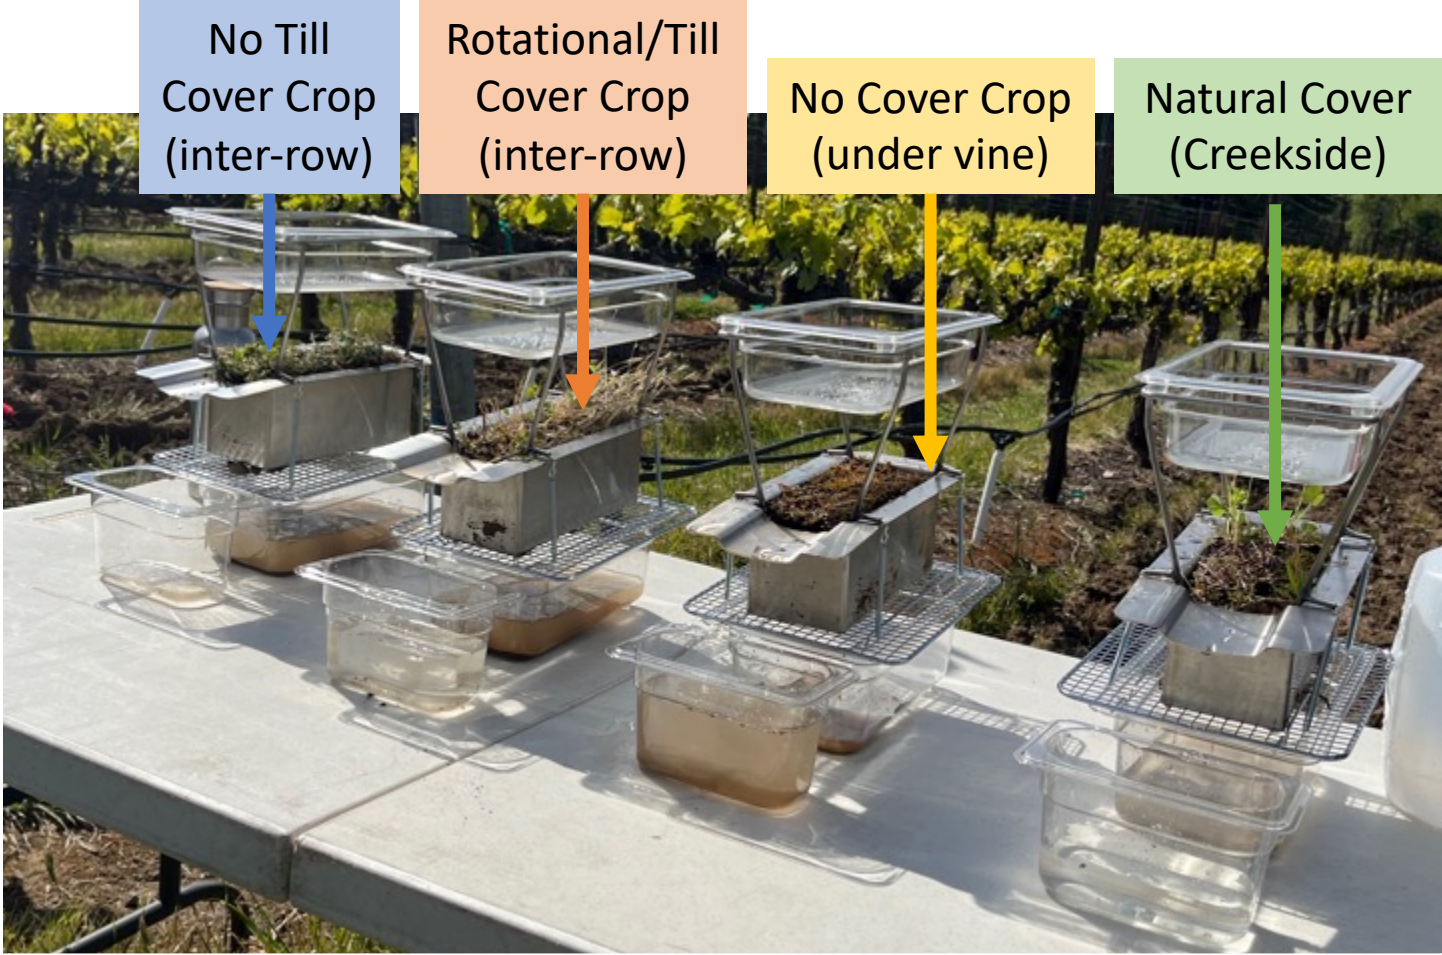 No Till
Cover Crop
(inter-row)
Rotational/Till
Cover Crop
(inter-row)
No Cover Crop
(under vine)
Natural Cover
(Creekside)